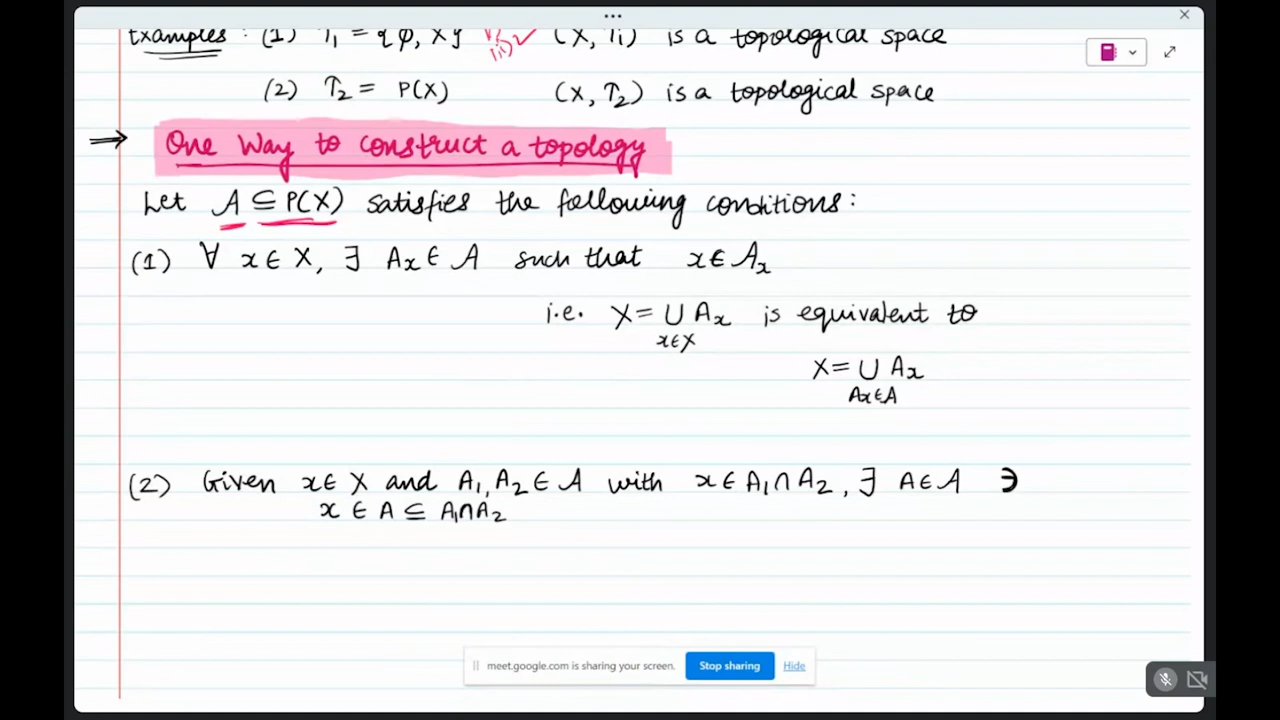 Examples : (1) T₁ = {φ, X} (X, T₁) is a topological space
(2) T₂ = P(X) (X, T₂) is a topological space
⇒ One Way to construct a topology
Let A ⊆ P(X) satisfies the following conditions :
(1) ∀ x ∈ X, ∃ Aₓ ∈ A such that x ∈ Aₓ
i.e. X = ∪ Aₓ is equivalent to
x∈X
X = ∪ Aₓ
Aₓ∈A
(2) Given x ∈ X and A₁, A₂ ∈ A with x ∈ A₁ ∩ A₂, ∃ A ∈ A ∋
x ∈ A ⊆ A₁∩A₂
meet.google.com is sharing your screen. Stop sharing Hide